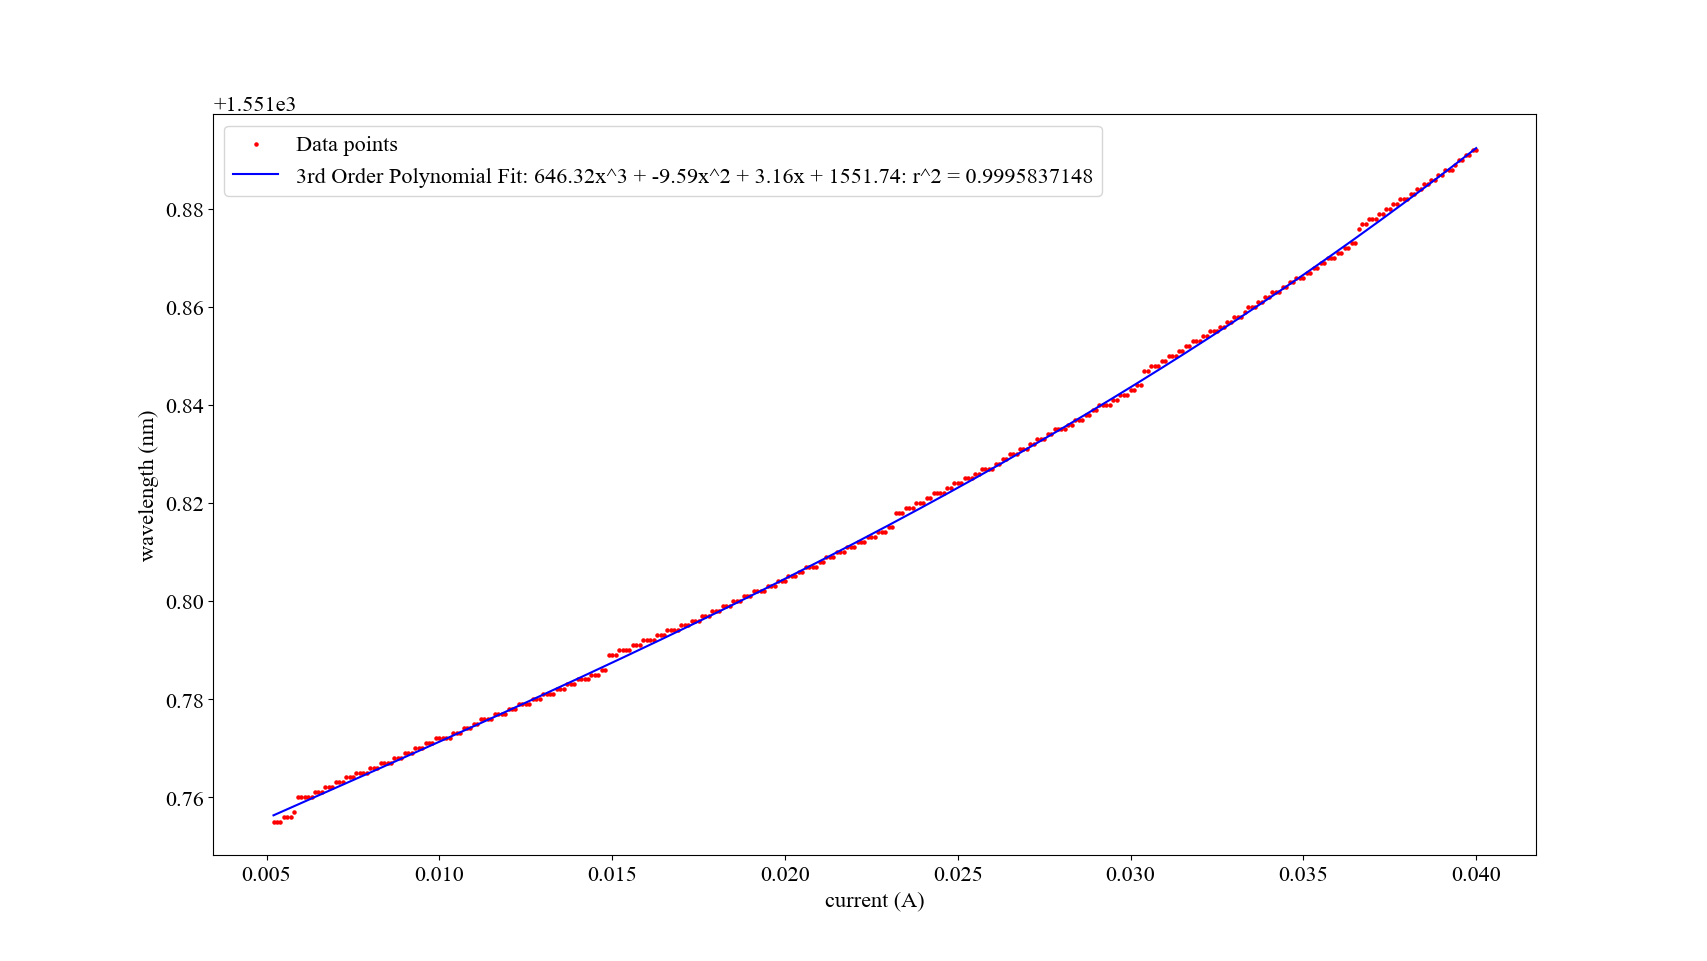 +1.551e3
Data points
3rd Order Polynomial Fit: 646.32x^3 + -9.59x^2 + 3.16x + 1551.74: r^2 = 0.9995837148
0.88
0.86
0.84
0.82
0.80
0.78
0.76
wavelength (nm)
0.005 0.010 0.015 0.020 0.025 0.030 0.035 0.040
current (A)